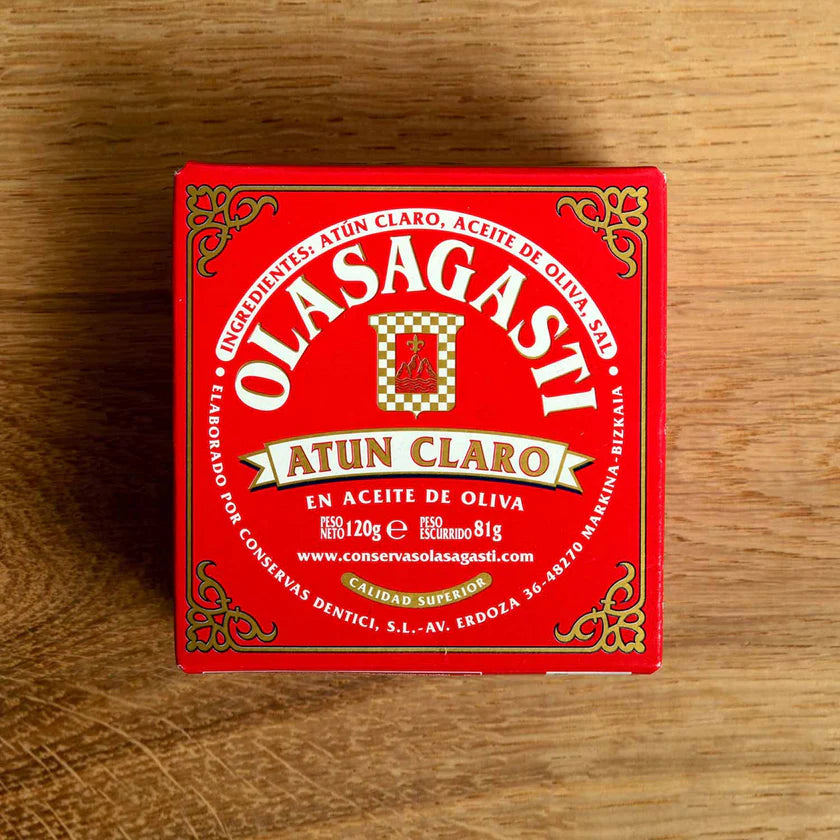 INGREDIENTES: ATÚN CLARO, ACEITE DE OLIVA, SAL
OLASAGASTI
ATUN CLARO
EN ACEITE DE OLIVA
PESO NETO 120g ℮ PESO ESCURRIDO 81g
www.conservasolasagasti.com
CALIDAD SUPERIOR
• ELABORADO POR CONSERVAS DENTICI, S.L.-AV. ERDOZA 36-48270 MARKINA-BIZKAIA •